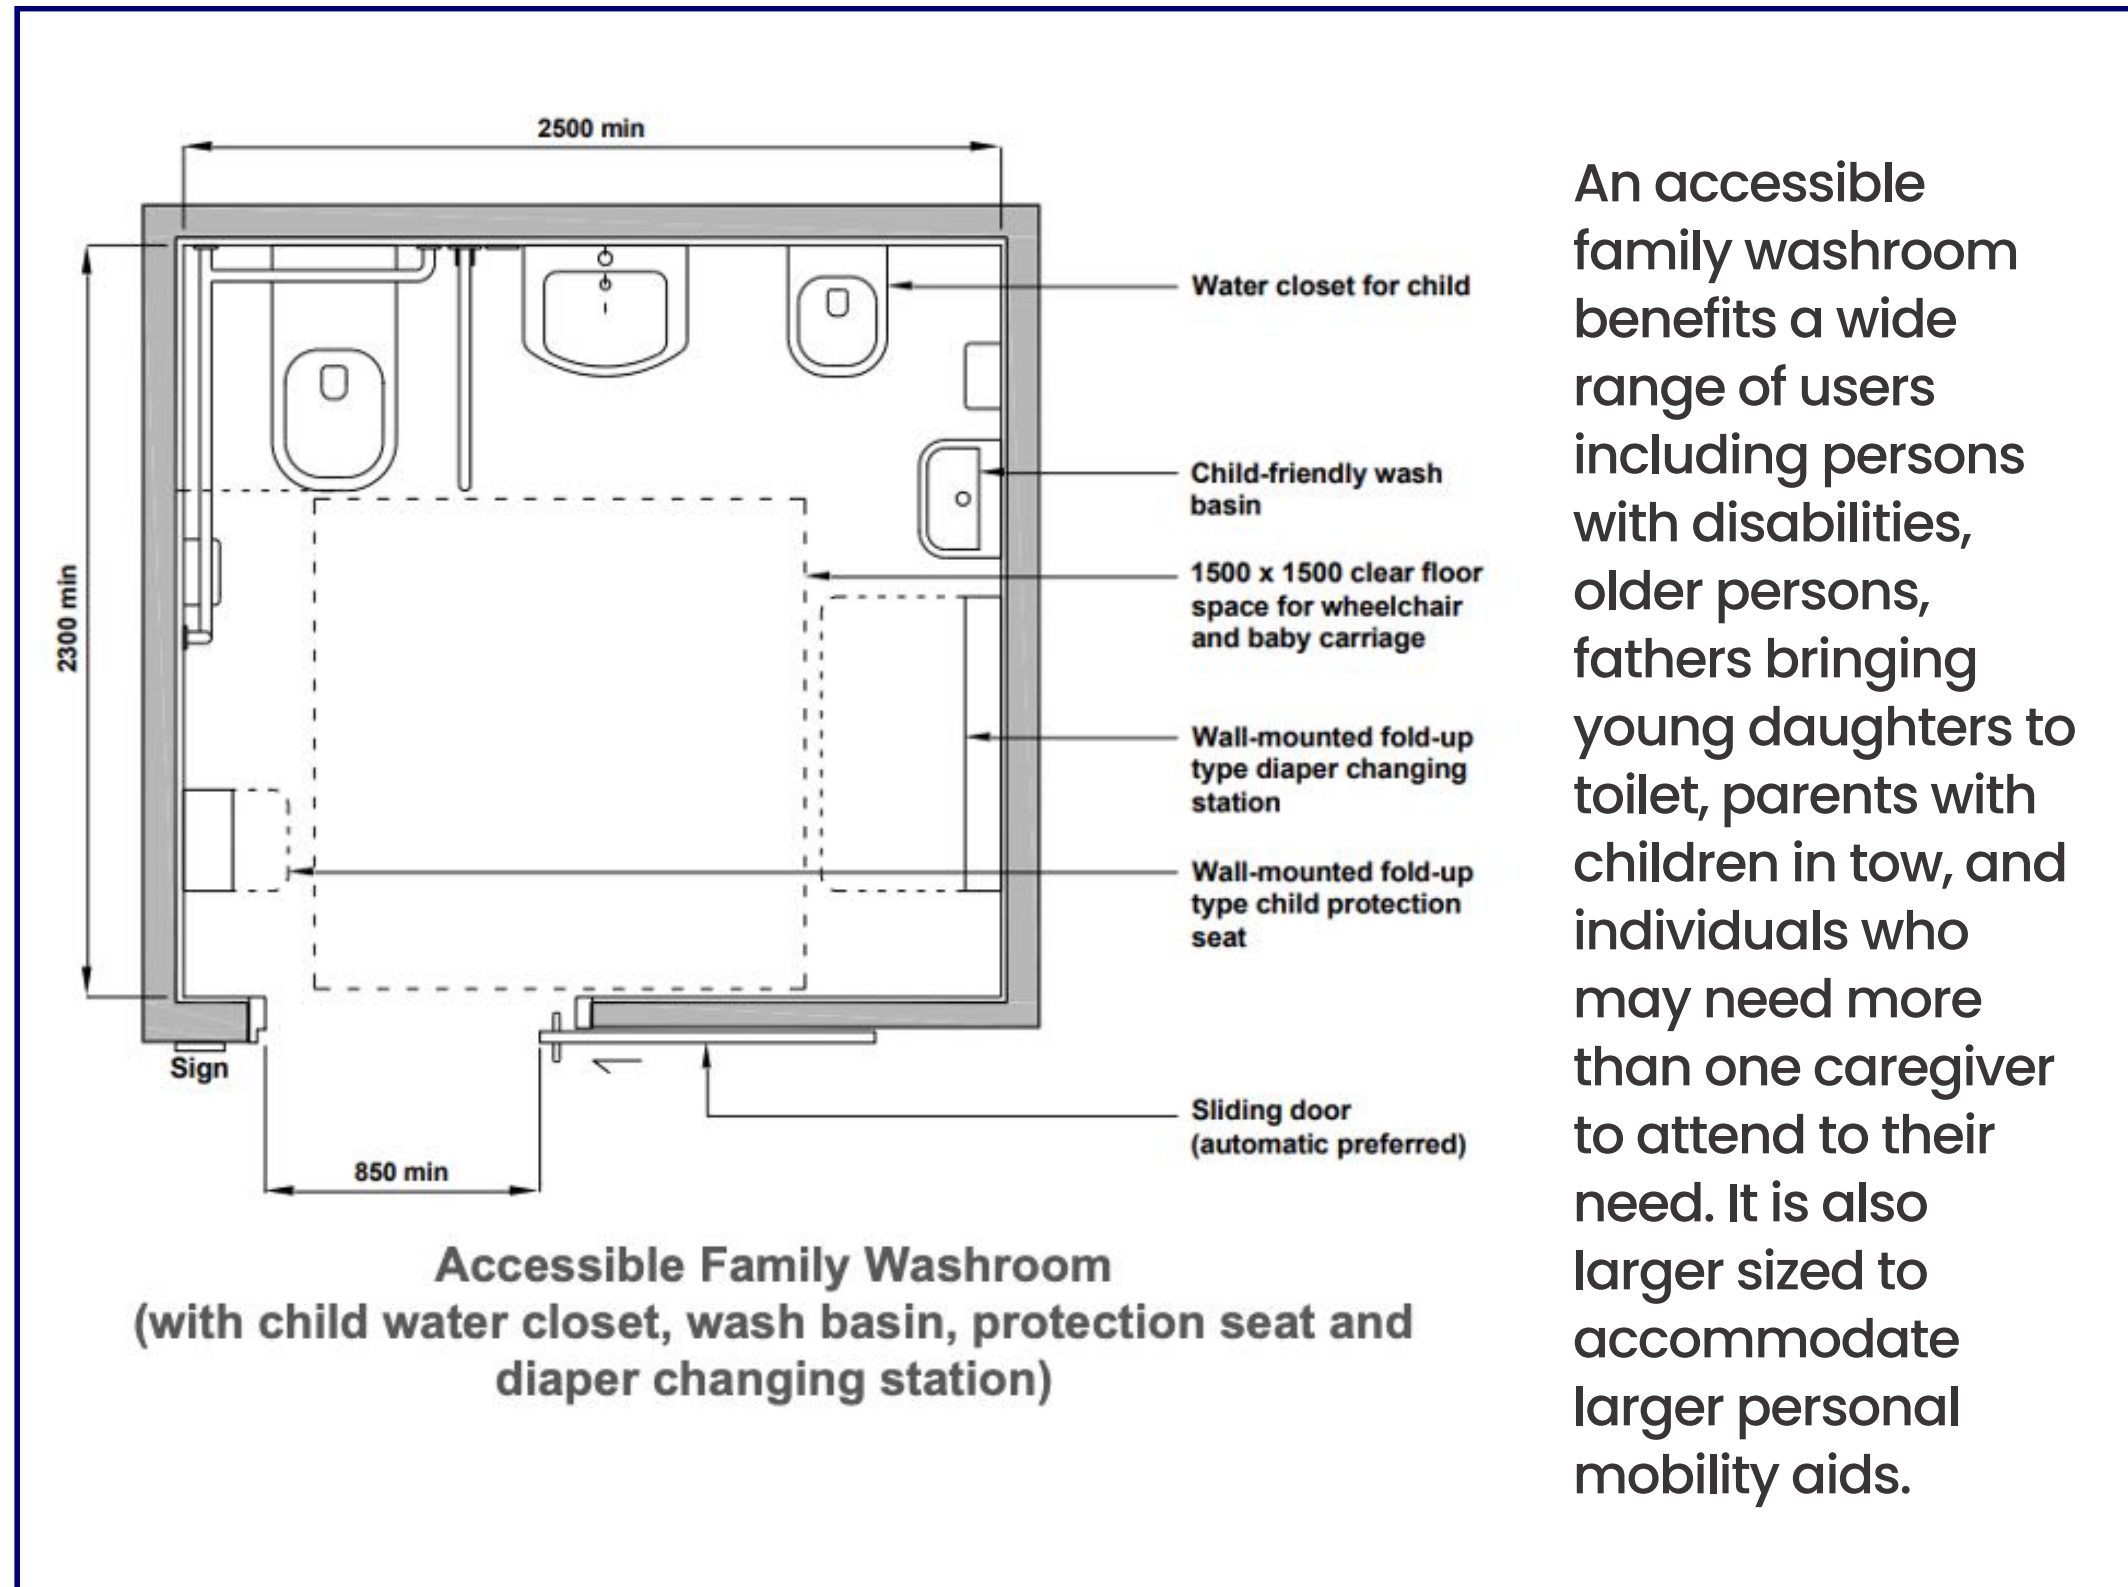 2500 min
2300 min
Water closet for child
Child-friendly wash
basin
1500 x 1500 clear floor
space for wheelchair
and baby carriage
Wall-mounted fold-up
type diaper changing
station
Wall-mounted fold-up
type child protection
seat
Sign
Sliding door
(automatic preferred)
850 min
Accessible Family Washroom
(with child water closet, wash basin, protection seat and
diaper changing station)
An accessible
family washroom
benefits a wide
range of users
including persons
with disabilities,
older persons,
fathers bringing
young daughters to
toilet, parents with
children in tow, and
individuals who
may need more
than one caregiver
to attend to their
need. It is also
larger sized to
accommodate
larger personal
mobility aids.